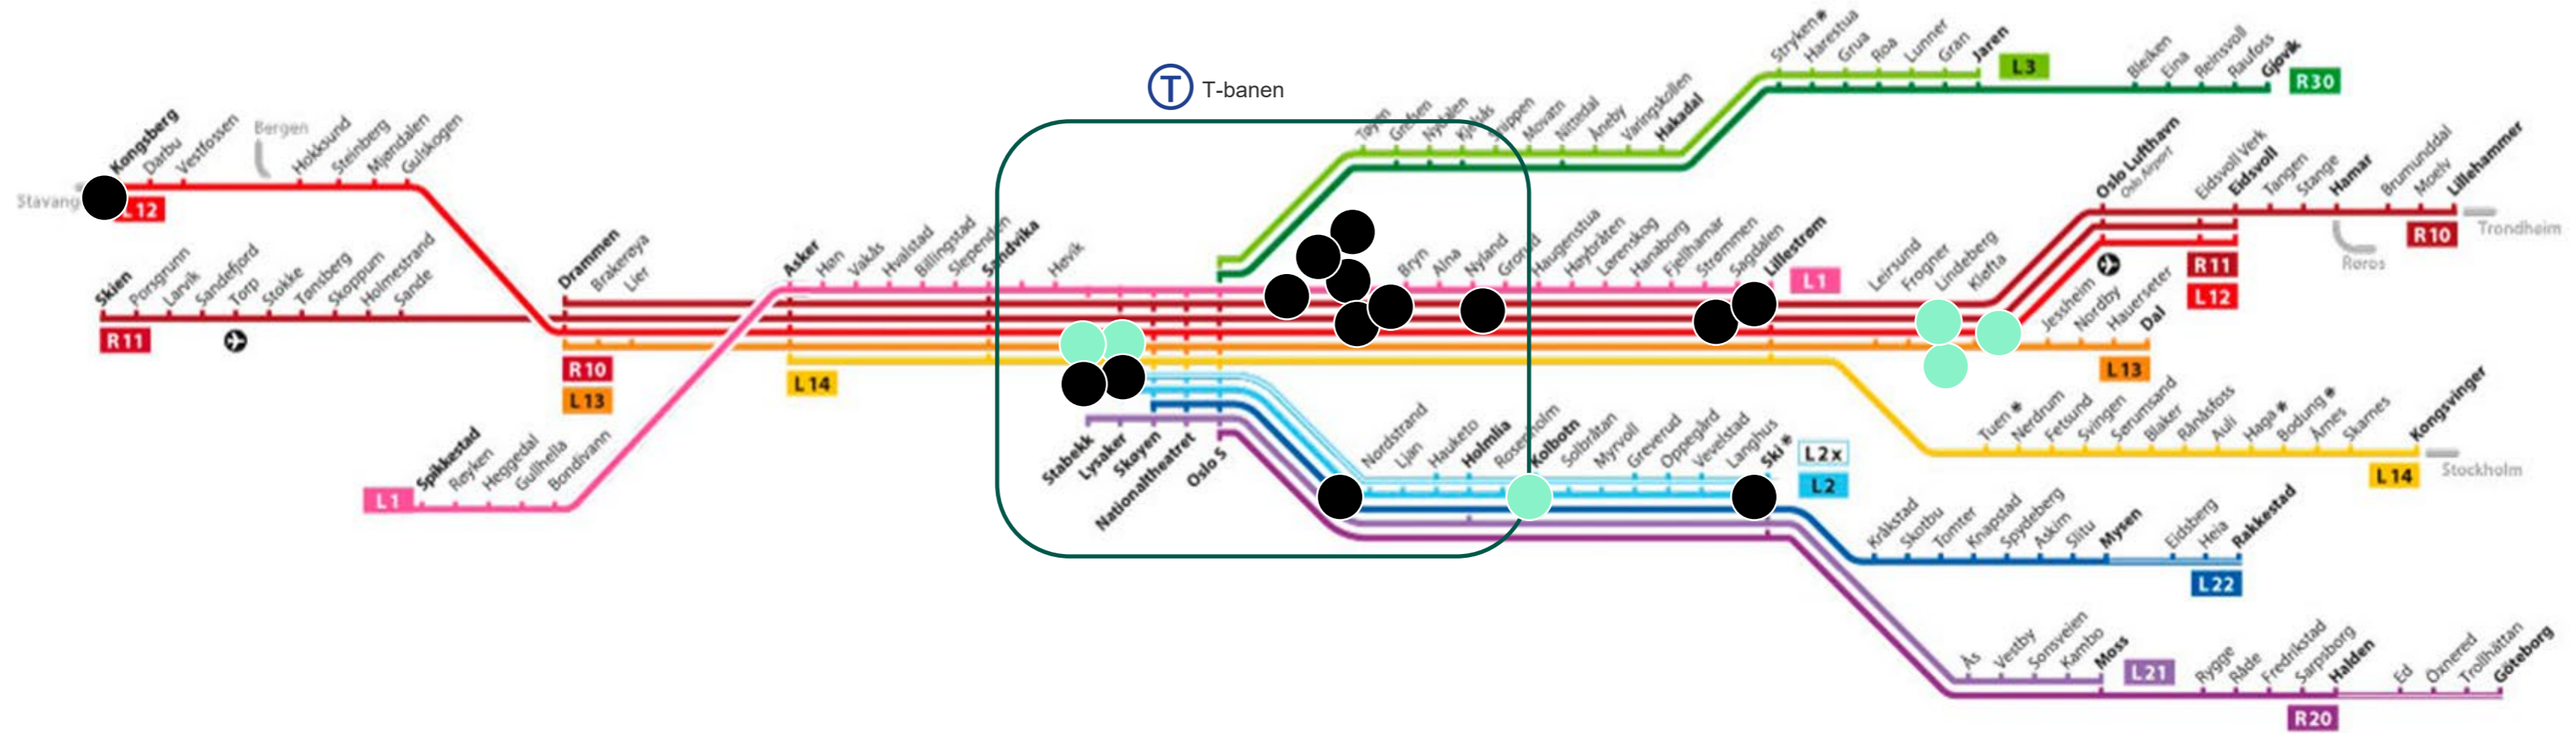 T T-banen
Stryken*
Harestua
Grua
Roa
Lunner
Gran
Jaren
L3
Bleiken
Eina
Reinsvoll
Raufoss
Gjøvik
R30
Tøyen
Grefsen
Nydalen
Kjelsås
Snippen
Movatn
Nittedal
Åneby
Varingskollen
Hakadal
Kongsberg
Darbu
Vestfossen
Bergen
Hokksund
Steinberg
Mjøndalen
Gulskogen
Stavang
L12
Skien
Porsgrunn
Larvik
Sandefjord
Torp
Stokke
Tønsberg
Skoppum
Holmestrand
Sande
R11
Drammen
Brakerøya
Lier
R10
L13
Asker
Høn
Vakås
Hvalstad
Billingstad
Slependen
Sandvika
Høvik
L14
Bryn
Alna
Nyland
Grorud
Haugenstua
Høybråten
Lørenskog
Hanaborg
Fjellhamar
Strømmen
Sagdalen
Lillestrøm
L1
Leirsund
Frogner
Lindeberg
Kløfta
Oslo Lufthavn
Oslo Airport
Eidsvoll Verk
Eidsvoll
Tangen
Stange
Hamar
Brumunddal
Moelv
Lillehammer
R10
Trondheim
Røros
R11
L12
Jessheim
Nordby
Hauerseter
Dal
L13
Spikkestad
Røyken
Heggedal
Gullhella
Bondivann
L1
Stabekk
Lysaker
Skøyen
Nationaltheatret
Oslo S
Nordstrand
Ljan
Hauketo
Holmlia
Rosenholm
Kolbotn
Solbråtan
Myrvoll
Greverud
Oppegård
Vevelstad
Langhus
Ski*
L2x
L2
Tuen*
Nerdrum
Fetsund
Svingen
Sørumsand
Blaker
Rånåsfoss
Auli
Haga*
Bodung*
Årnes
Skarnes
Kongsvinger
L14
Stockholm
Kråkstad
Skotbu
Tomter
Knapstad
Spydeberg
Askim
Slitu
Mysen
Eidsberg
Heia
Rakkestad
L22
Ås
Vestby
Sonsveien
Kambo
Moss
L21
Rygge
Råde
Fredrikstad
Sarpsborg
Halden
R20
Ed
Öxnered
Trollhättan
Göteborg